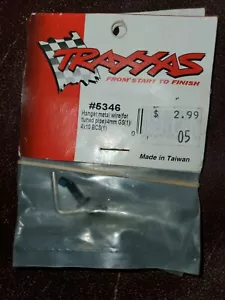 TRAXXAS
FROM START TO FINISH
#5346
Hanger, metal wire(for
tuned pipe)/4mm GS(1)/
4x10 BCS(1)
$ 2.99
05
Made in Taiwan